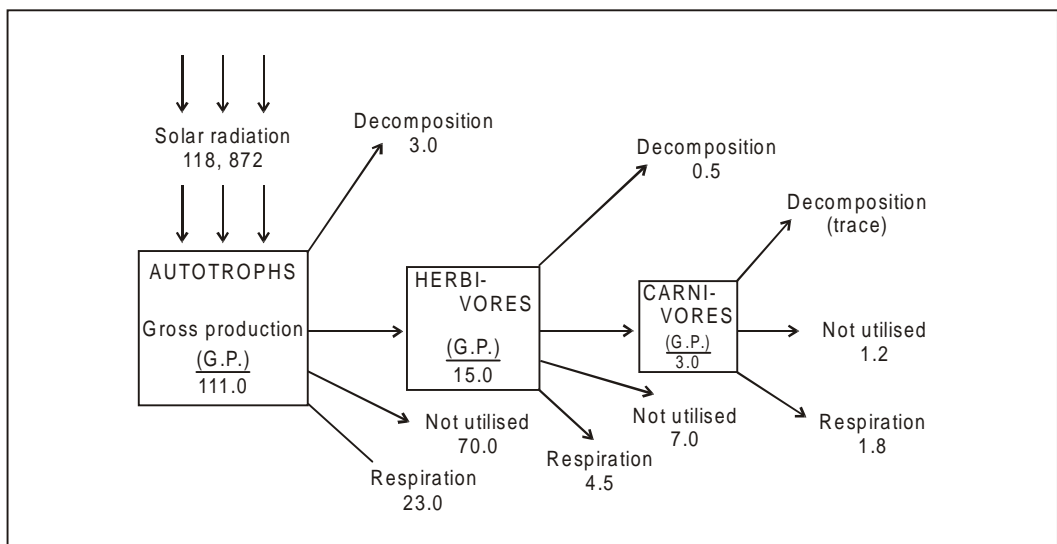 Solar radiation
118, 872
Decomposition
3.0
Decomposition
0.5
Decomposition
(trace)
AUTOTROPHS
Gross production
(G.P.)
111.0
HERBI-
VORES
(G.P.)
15.0
CARNI-
VORES
(G.P.)
3.0
Not utilised
1.2
Not utilised
70.0
Not utilised
7.0
Respiration
1.8
Respiration
4.5
Respiration
23.0